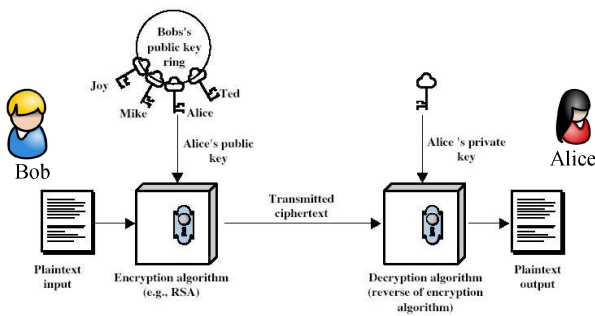 Bobs's
public key
ring
Joy
Mike
Alice
Ted
Bob
Alice
Alice's public
key
Alice 's private
key
Transmitted
ciphertext
Plaintext
input
Encryption algorithm
(e.g., RSA)
Decryption algorithm
(reverse of encryption
algorithm)
Plaintext
output